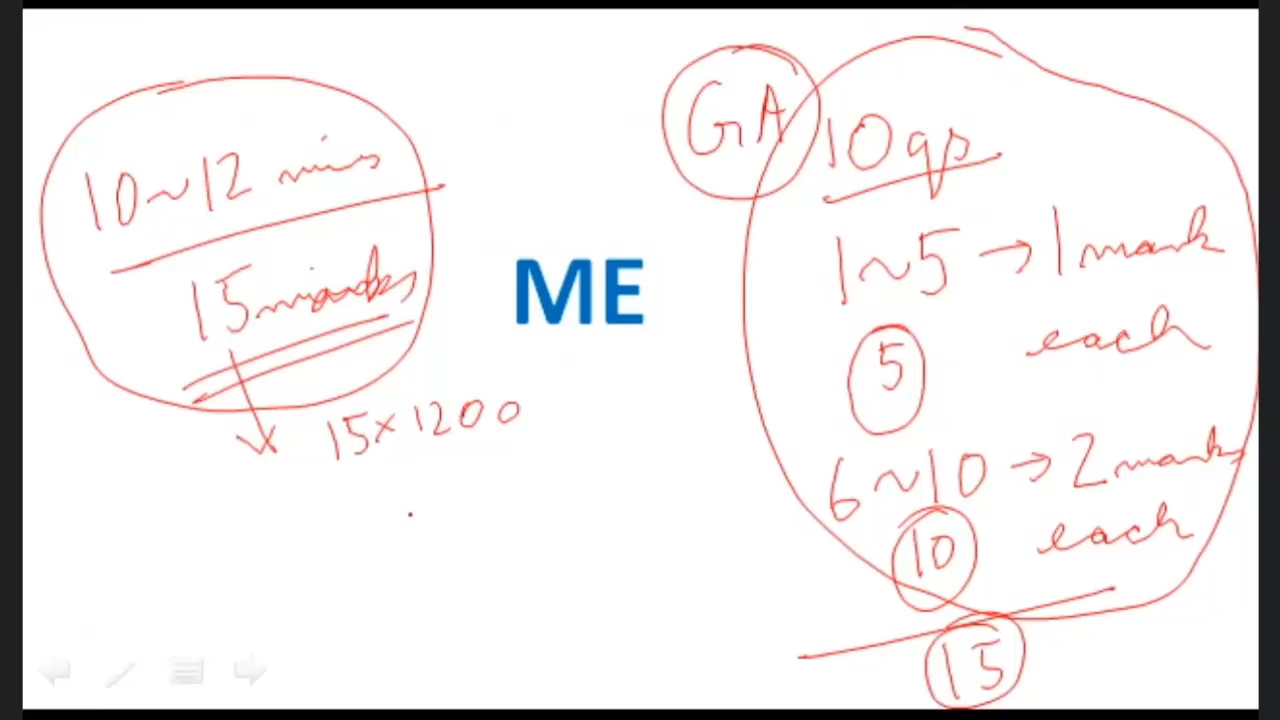 10~12 mins
15 marks
15×1200
ME
GA
10 qs
1~5 → 1 mark
each
5
6~10 → 2 marks
each
10
15